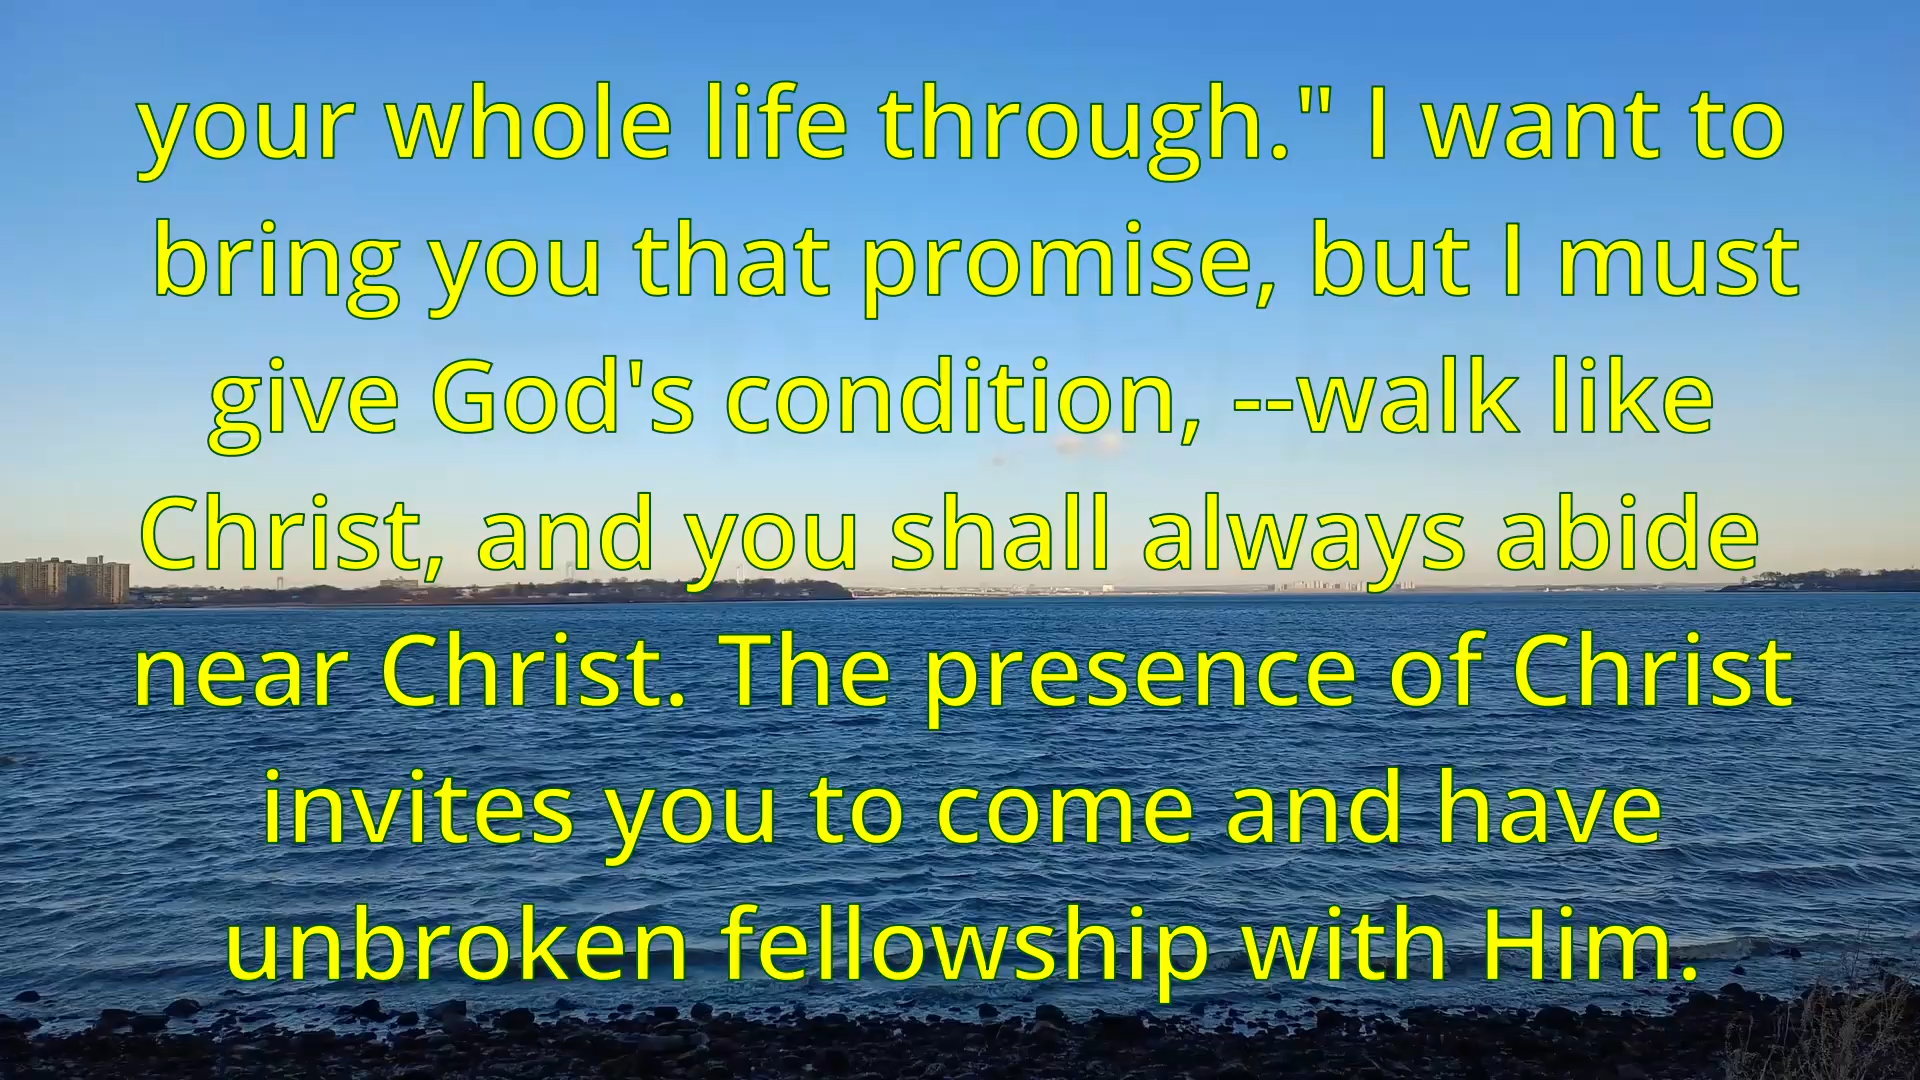 your whole life through." I want to
bring you that promise, but I must
give God's condition, --walk like
Christ, and you shall always abide
near Christ. The presence of Christ
invites you to come and have
unbroken fellowship with Him.